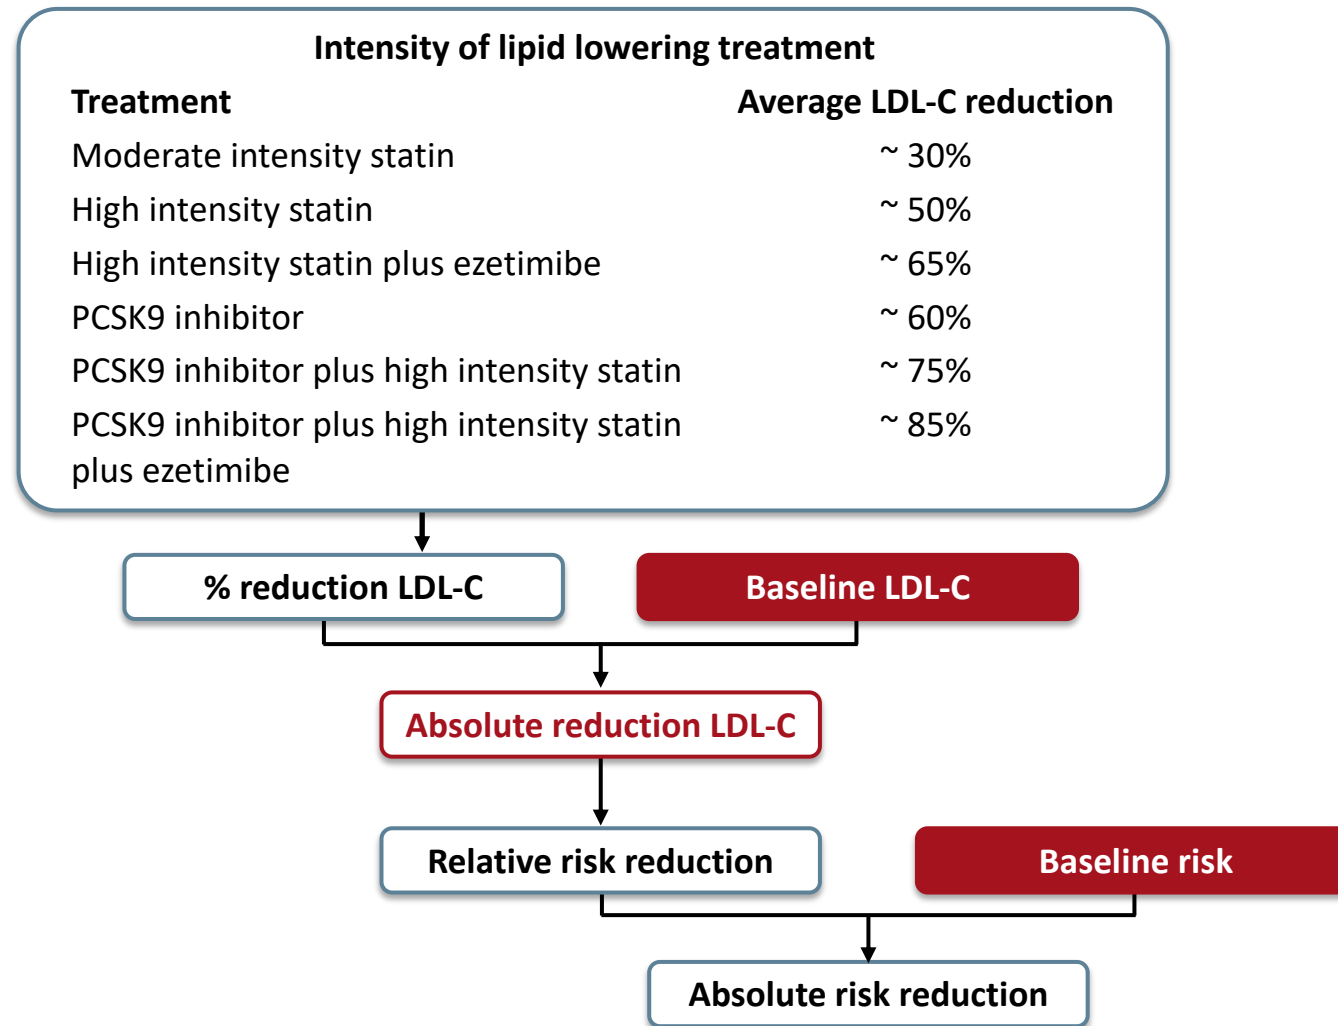 Intensity of lipid lowering treatment
Treatment Average LDL-C reduction
Moderate intensity statin ~ 30%
High intensity statin ~ 50%
High intensity statin plus ezetimibe ~ 65%
PCSK9 inhibitor ~ 60%
PCSK9 inhibitor plus high intensity statin ~ 75%
PCSK9 inhibitor plus high intensity statin ~ 85%
plus ezetimibe
% reduction LDL-C Baseline LDL-C
Absolute reduction LDL-C
Relative risk reduction Baseline risk
Absolute risk reduction